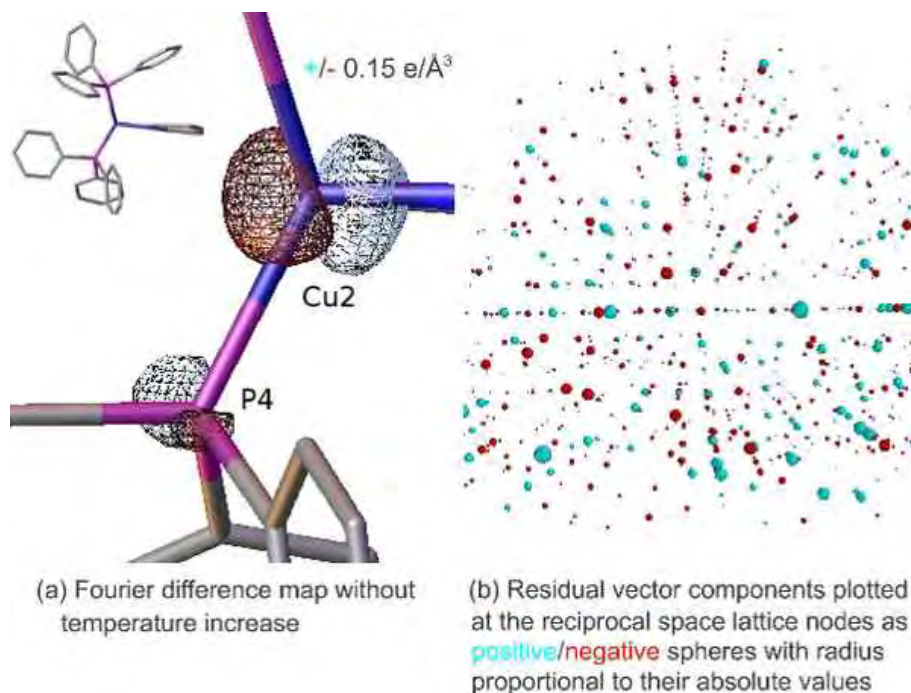 +/- 0.15 e/Å³
Cu2
P4
(a) Fourier difference map without
temperature increase
(b) Residual vector components plotted
at the reciprocal space lattice nodes as
positive/negative spheres with radius
proportional to their absolute values